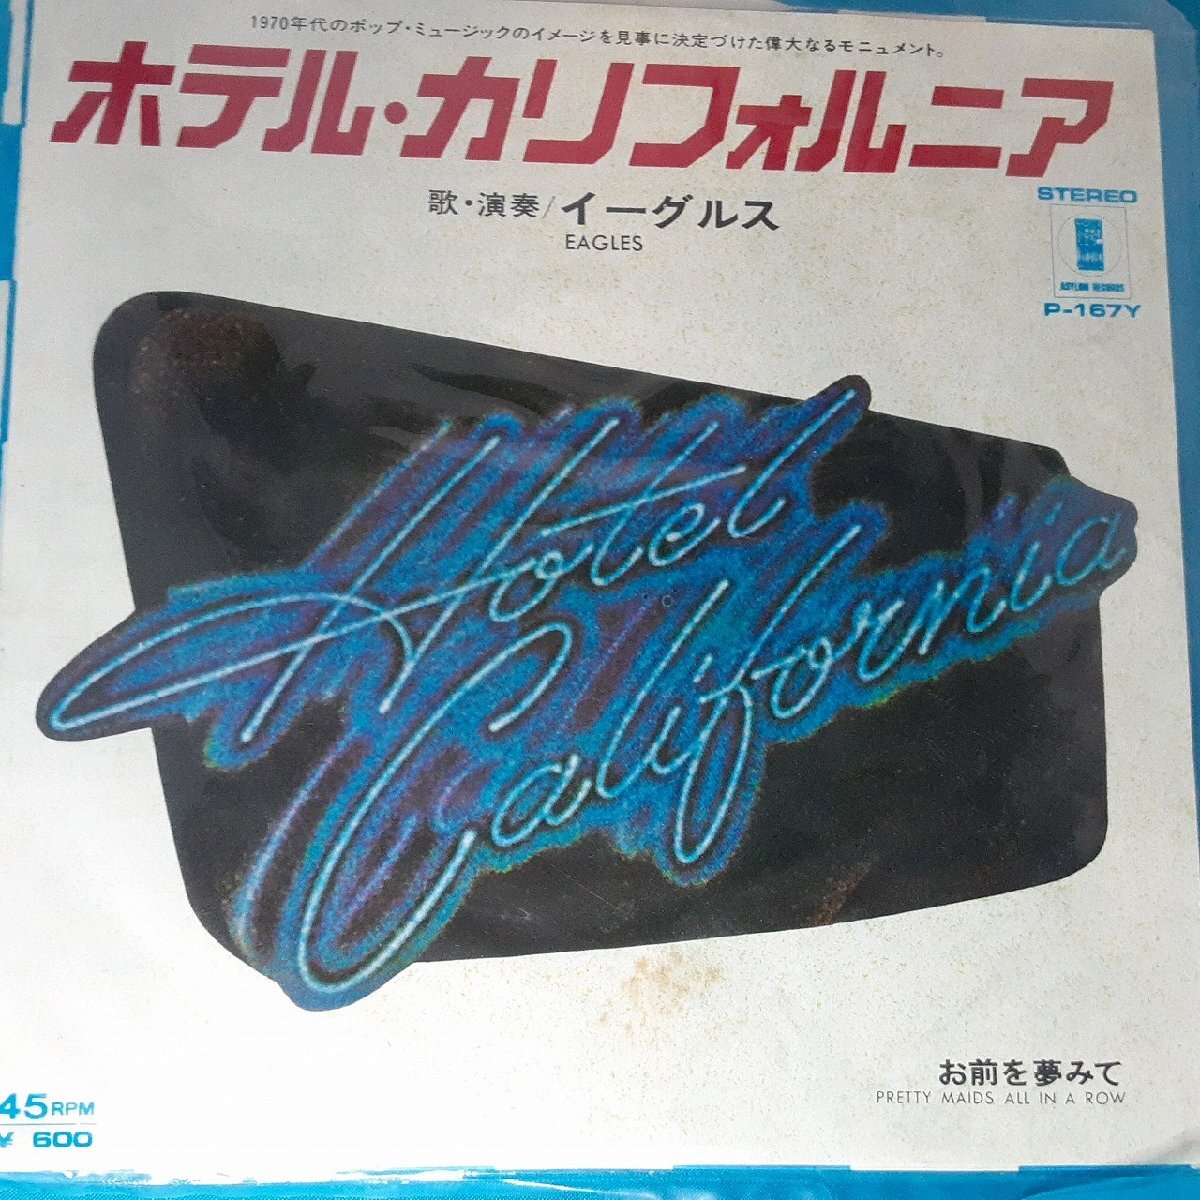 1970年代のポップ・ミュージックのイメージを見事に決定づけた偉大なるモニュメント。
ホテル・カリフォルニア
歌・演奏/イーグルス
EAGLES
STEREO
ASYLUM RECORDS
P-167Y
Hotel
California
お前を夢みて
PRETTY MAIDS ALL IN A ROW
45 RPM
¥ 600